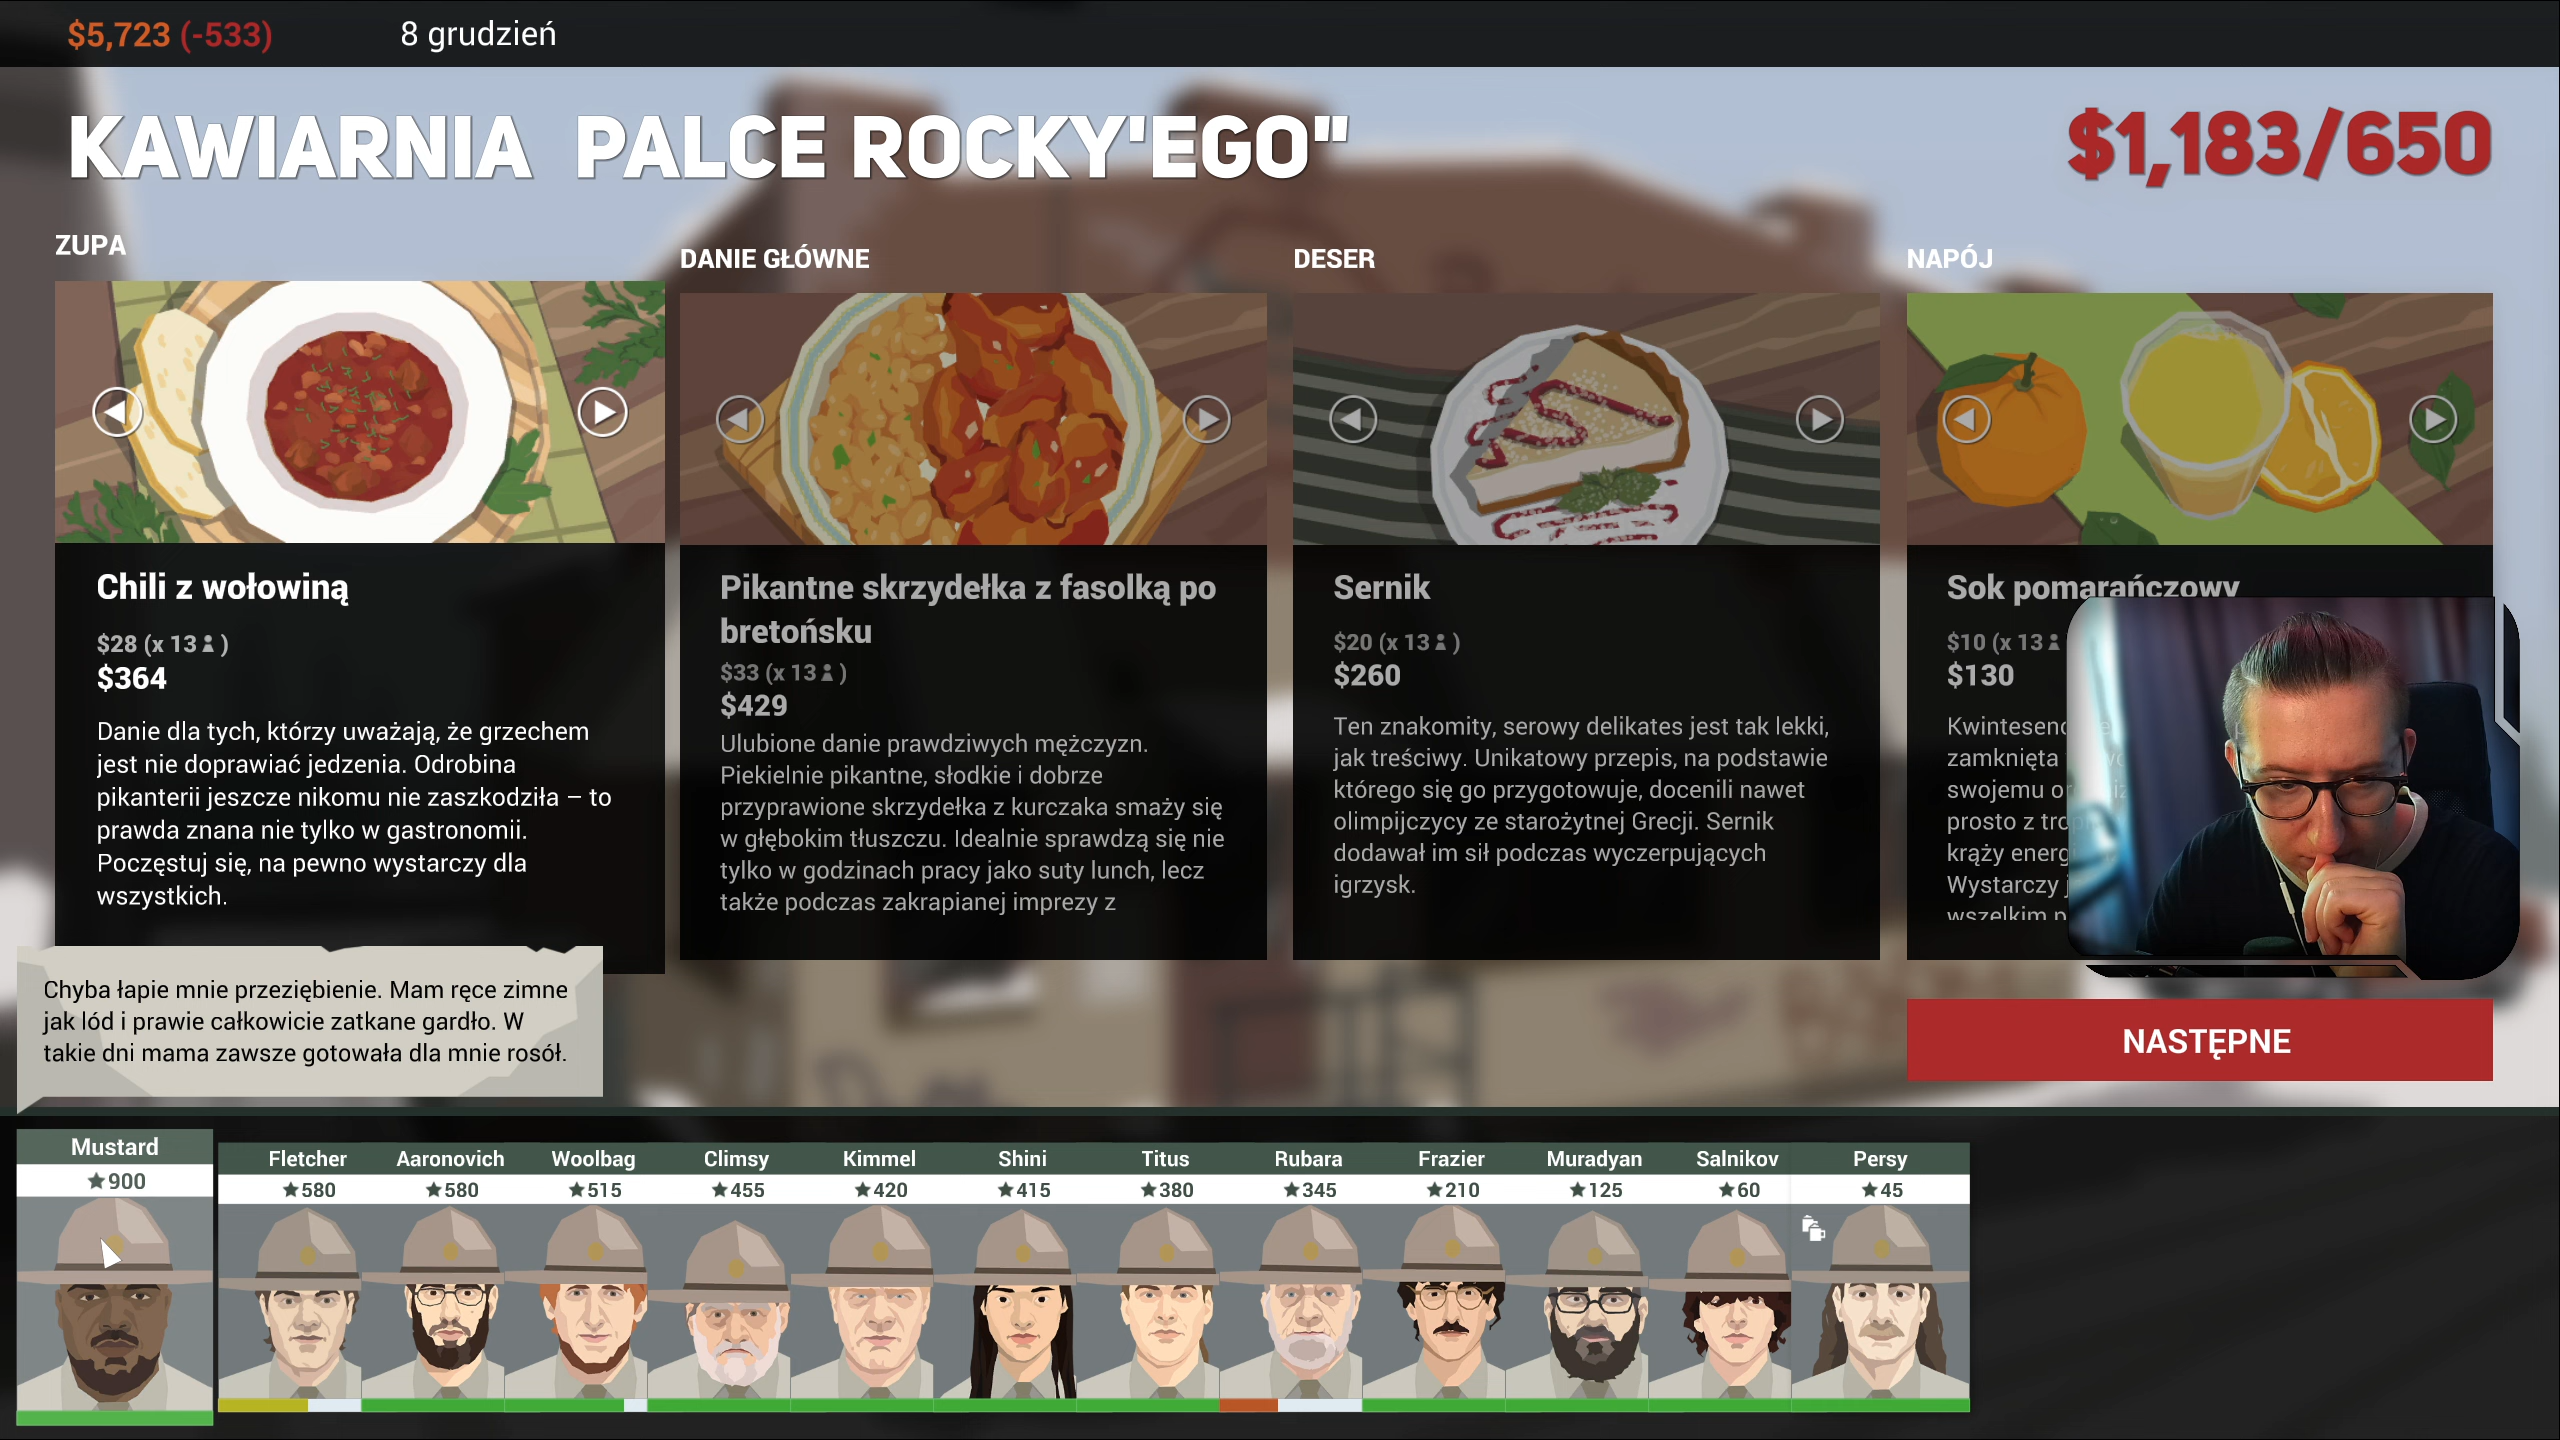 $5,723 (-533)
8 grudzień
KAWIARNIA PALCE ROCKY'EGO"
$1,183/650
ZUPA
Chili z wołowiną
$28 (x 13 )
$364
Danie dla tych, którzy uważają, że grzechem
jest nie doprawiać jedzenia. Odrobina
pikanterii jeszcze nikomu nie zaszkodziła – to
prawda znana nie tylko w gastronomii.
Poczęstuj się, na pewno wystarczy dla
wszystkich.
DANIE GŁÓWNE
Pikantne skrzydełka z fasolką po
bretońsku
$33 (x 13 )
$429
Ulubione danie prawdziwych mężczyzn.
Piekielnie pikantne, słodkie i dobrze
przyprawione skrzydełka z kurczaka smaży się
w głębokim tłuszczu. Idealnie sprawdzą się nie
tylko w godzinach pracy jako suty lunch, lecz
także podczas zakrapianej imprezy z
DESER
Sernik
$20 (x 13 )
$260
Ten znakomity, serowy delikates jest tak lekki,
jak treściwy. Unikatowy przepis, na podstawie
którego się go przygotowuje, docenili nawet
olimpijczycy ze starożytnej Grecji. Sernik
dodawał im sił podczas wyczerpujących
igrzysk.
NAPÓJ
Sok pomarańczowy
$10 (x 13
$130
zamknięta
swojemu
prosto z
krąży
Wystarczy
wszelkim
NASTĘPNE
Chyba łapie mnie przeziębienie. Mam ręce zimne
jak lód i prawie całkowicie zatkane gardło. W
takie dni mama zawsze gotowała dla mnie rosół.
Mustard
★900
Fletcher
★580
Aaronovich
★580
Woolbag
★515
Climsy
★455
Kimmel
★420
Shini
★415
Titus
★380
Rubara
★345
Frazier
★210
Muradyan
★125
Salnikov
★60
Persy
★45